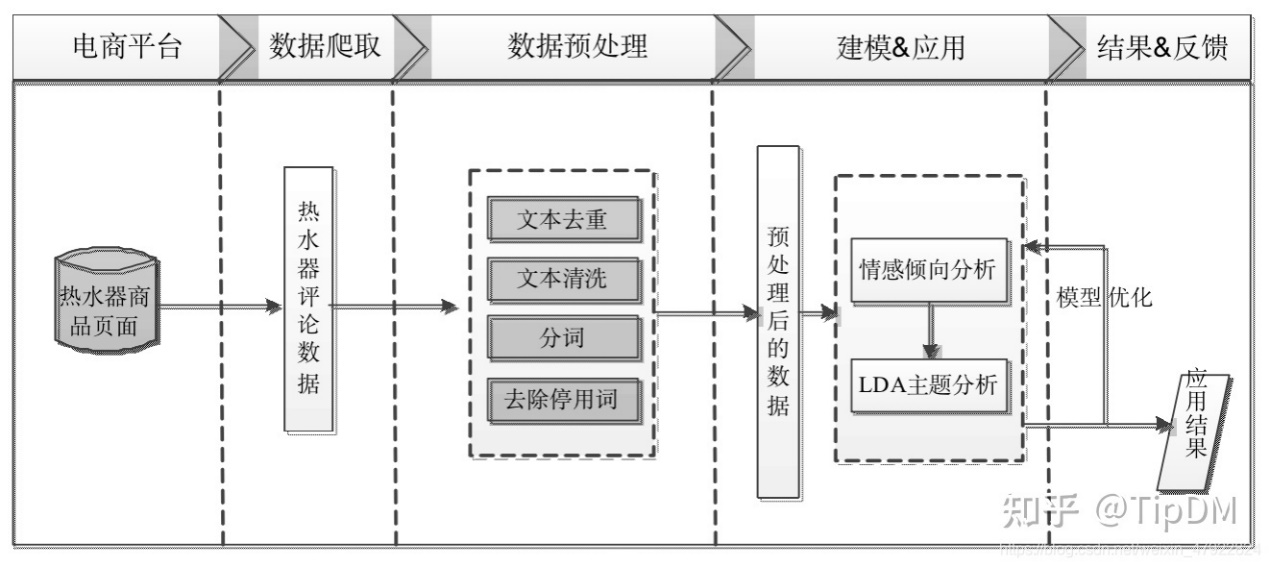 电商平台
数据爬取
数据预处理
建模&应用
结果&反馈
热水器商
品页面
热水器评论数据
文本去重
文本清洗
分词
去除停用词
预处理后的数据
情感倾向分析
LDA主题分析
模型优化
应用结果
知乎 @TipDM